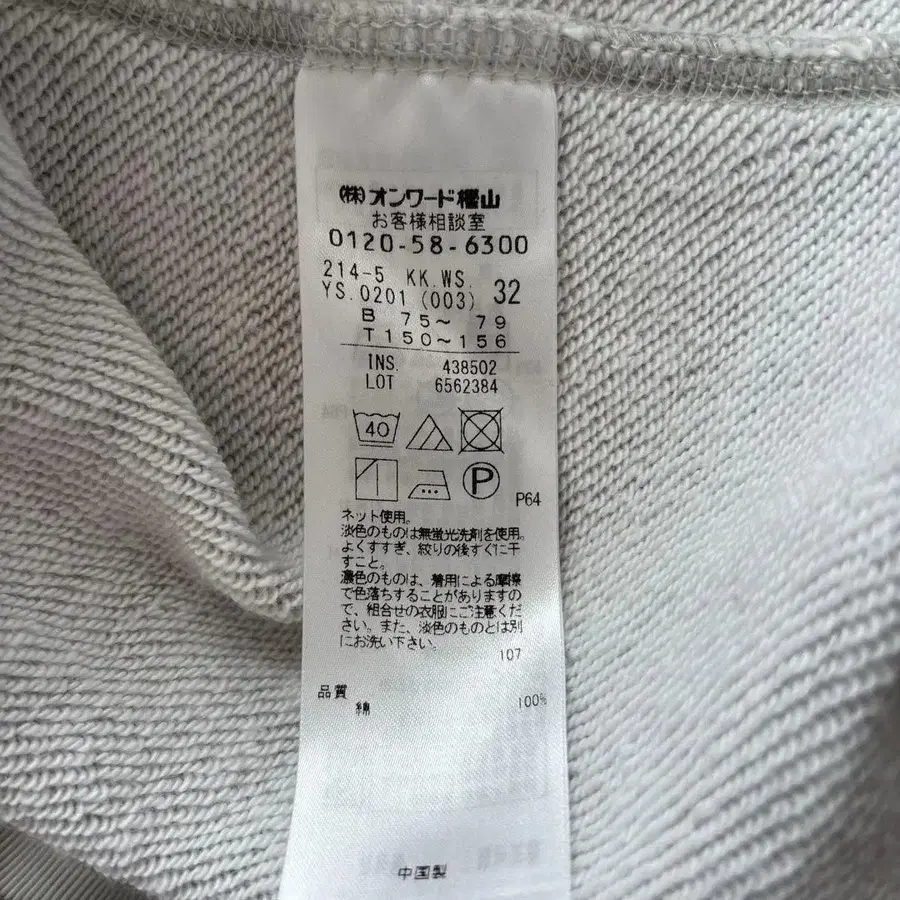 (株)オンワード樫山
お客様相談室
0120-58-6300
214-5 KK.WS. 32
YS.0201 (003)
B 75〜 79
T 150〜156
INS. 438502
LOT 6562384
40
P
P64
ネット使用。
淡色のものは無蛍光洗剤を使用
よくすすぎ、絞りの後すぐに干
すこと。
濃色のものは、着用による摩擦
で色落ちすることがありますの
で、組合せの衣服にご注意くだ
さい。また、淡色のものとは別
にお洗い下さい。
107
品質
綿 100%
中国製